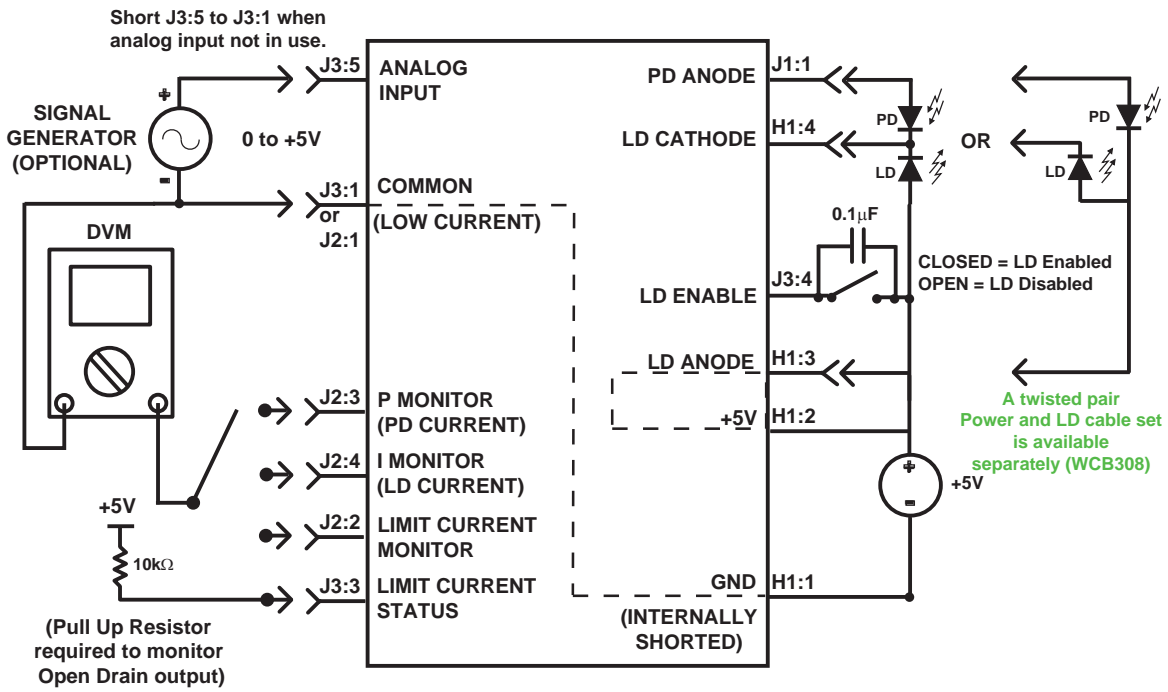 Short J3:5 to J3:1 when
analog input not in use.
J3:5
ANALOG
INPUT
+
SIGNAL
GENERATOR
(OPTIONAL)
0 to +5V
-
J3:1
or
J2:1
COMMON
(LOW CURRENT)
DVM
J2:3
P MONITOR
(PD CURRENT)
J2:4
I MONITOR
(LD CURRENT)
+5V
J2:2
LIMIT CURRENT
MONITOR
10kΩ
J3:3
LIMIT CURRENT
STATUS
(Pull Up Resistor
required to monitor
Open Drain output)
PD ANODE
J1:1
PD
LD CATHODE
H1:4
LD
OR
PD
LD
0.1μF
CLOSED = LD Enabled
OPEN = LD Disabled
LD ENABLE
J3:4
LD ANODE
H1:3
+5V
H1:2
+
-
+5V
GND
H1:1
(INTERNALLY
SHORTED)
A twisted pair
Power and LD cable set
is available
separately (WCB308)